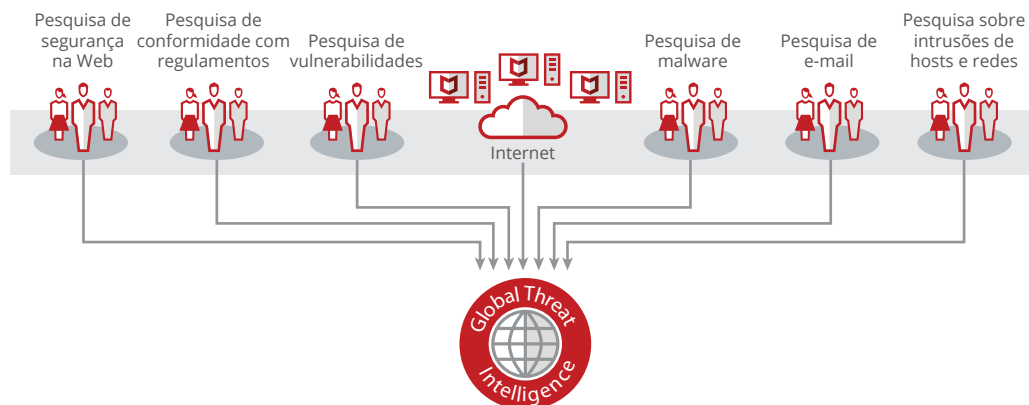 Pesquisa de
segurança
na Web
Pesquisa de
conformidade com
regulamentos
Pesquisa de
vulnerabilidades
Internet
Pesquisa de
malware
Pesquisa de
e-mail
Pesquisa sobre
intrusões de
hosts e redes
Global Threat
Intelligence